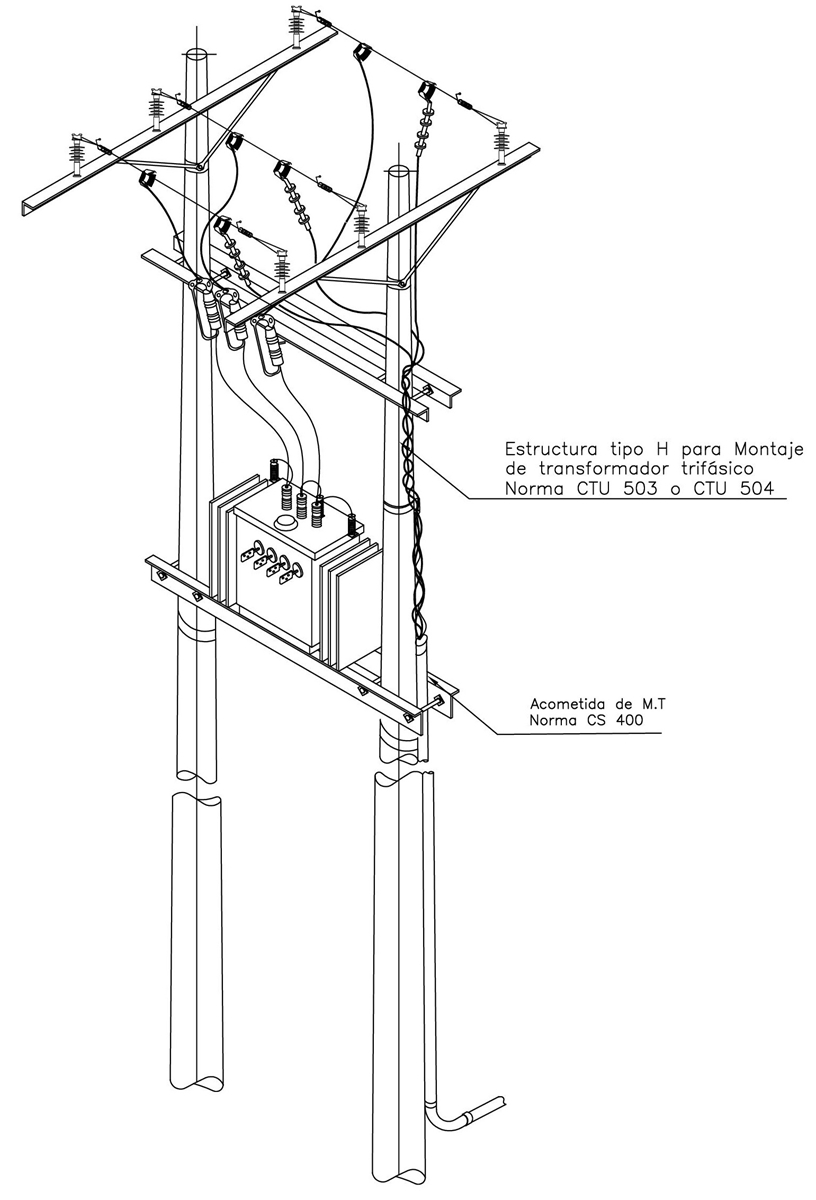 Estructura tipo H para Montaje
de transformador trifásico
Norma CTU 503 o CTU 504
Acometida de M.T
Norma CS 400